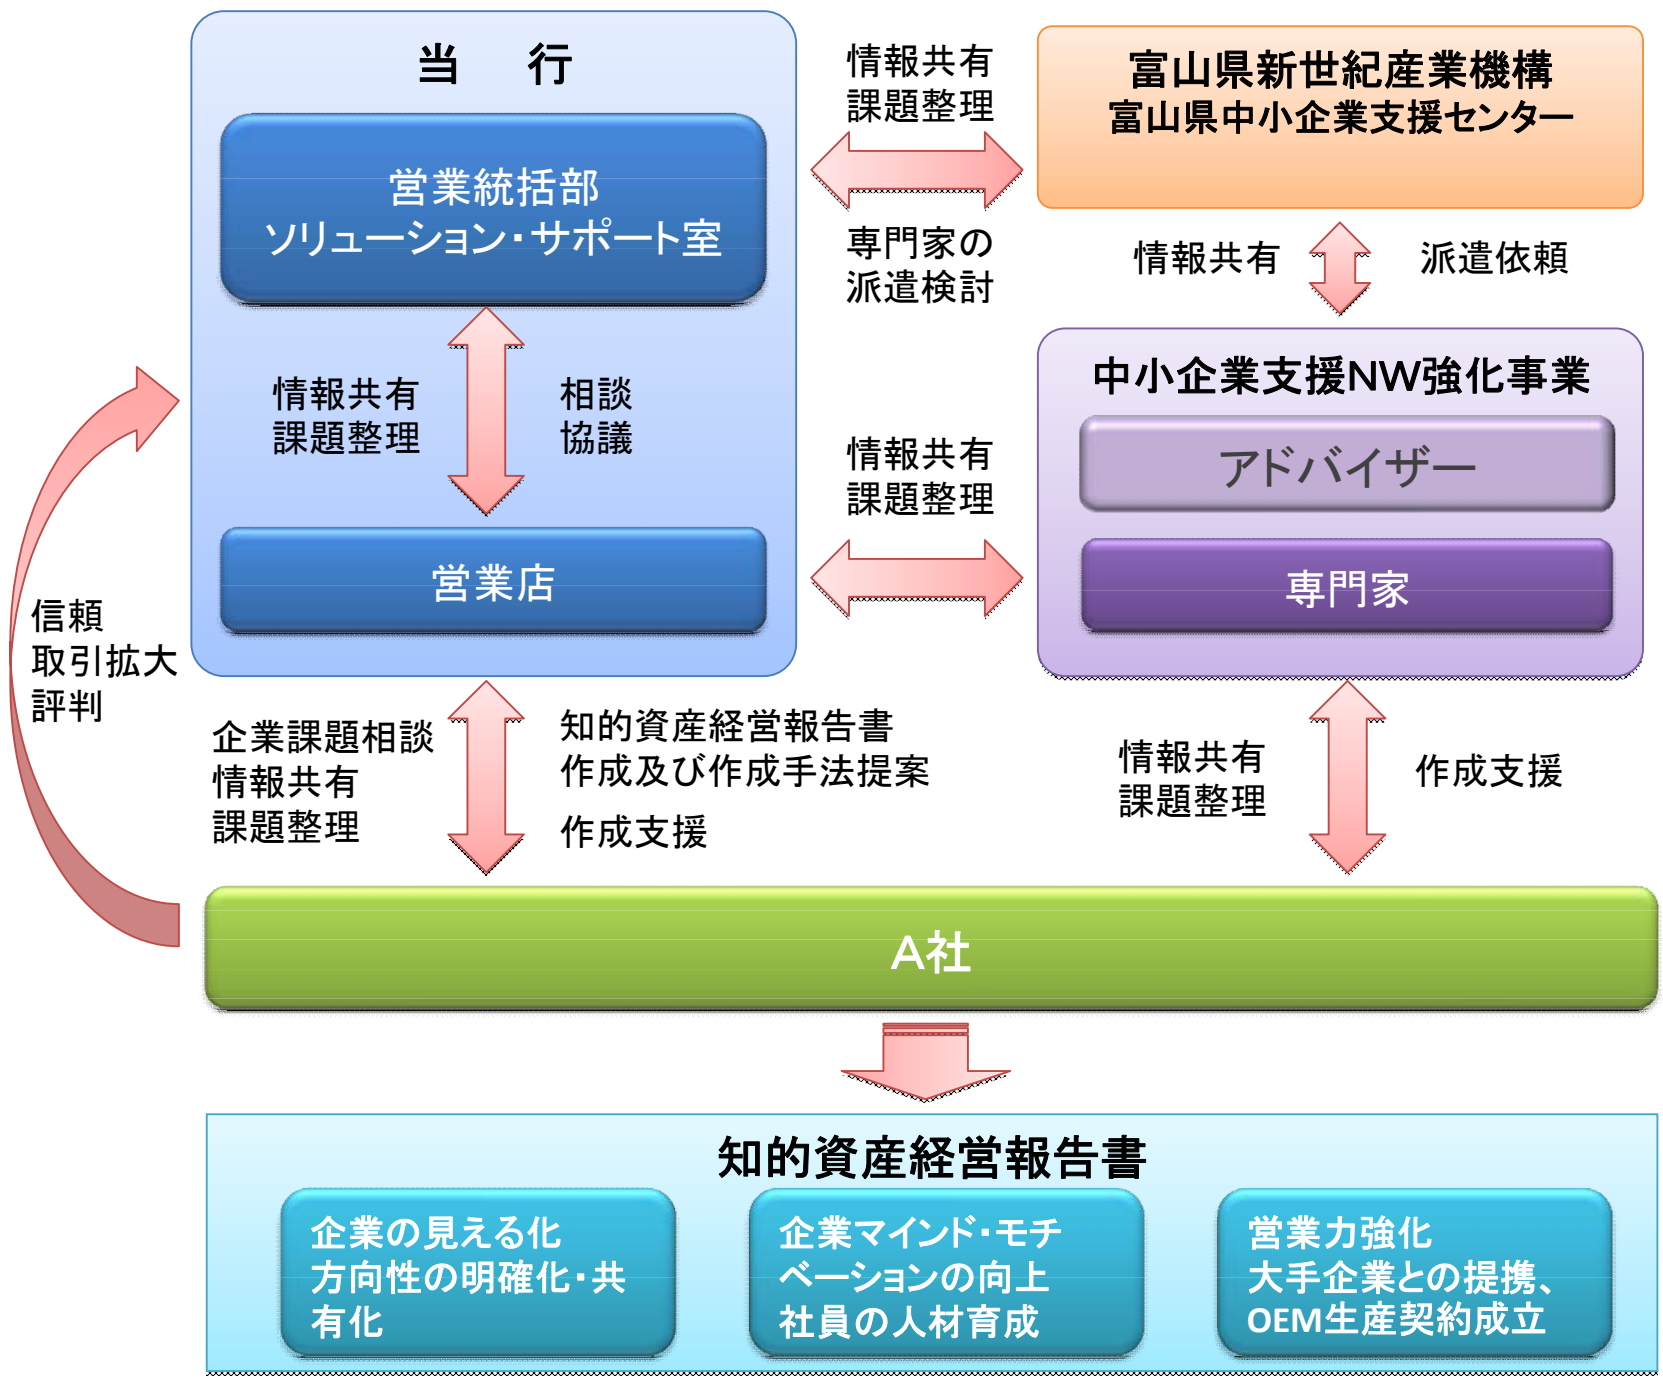 当 行
営業統括部
ソリューション・サポート室
情報共有
課題整理
相談
協議
営業店
情報共有
課題整理
専門家の
派遣検討
富山県新世紀産業機構
富山県中小企業支援センター
情報共有
派遣依頼
中小企業支援NW強化事業
アドバイザー
専門家
情報共有
課題整理
信頼
取引拡大
評判
企業課題相談
情報共有
課題整理
知的資産経営報告書
作成及び作成手法提案
作成支援
情報共有
課題整理
作成支援
A社
知的資産経営報告書
企業の見える化
方向性の明確化・共
有化
企業マインド・モチ
ベーションの向上
社員の人材育成
営業力強化
大手企業との提携、
OEM生産契約成立